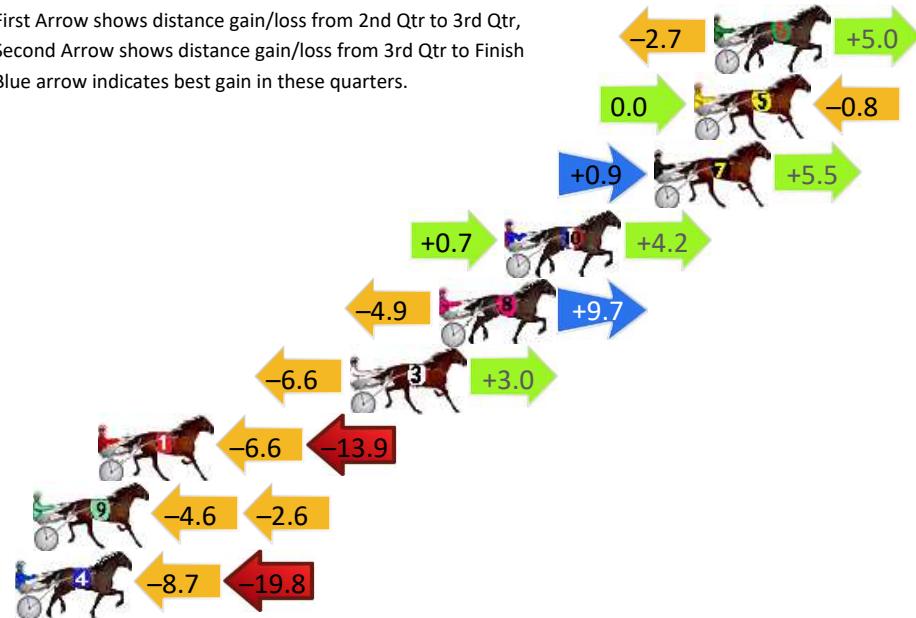 First Arrow shows distance gain/loss from 2nd Qtr to 3rd Qtr,
Second Arrow shows distance gain/loss from 3rd Qtr to Finish
Blue arrow indicates best gain in these quarters.
–2.7 6 +5.0
0.0 5 –0.8
+0.9 7 +5.5
+0.7 10 +4.2
–4.9 8 +9.7
–6.6 3 +3.0
1 –6.6 –13.9
9 –4.6 –2.6
4 –8.7 –19.8